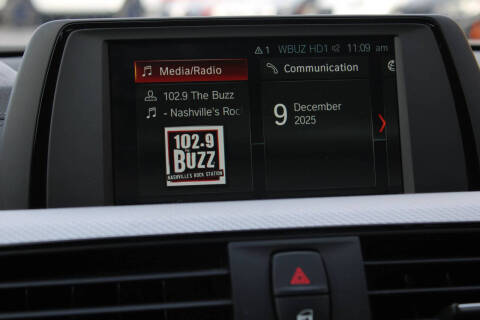 1 WBUZ HD1 11:09 am
Media/Radio
Communication
102.9 The Buzz
- Nashville's Roc
9 December
2025
102.9
THE
BUZZ
NASHVILLE'S ROCK STATION